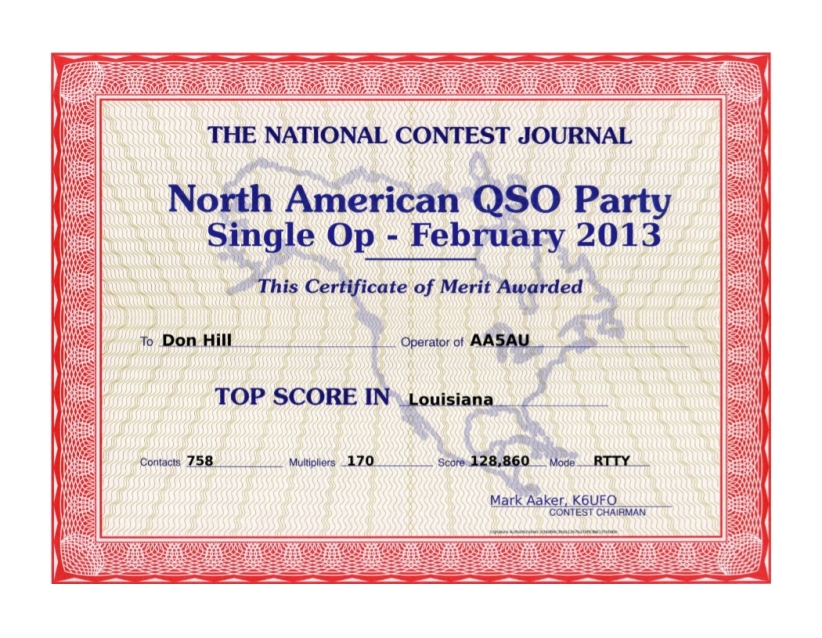 THE NATIONAL CONTEST JOURNAL
North American QSO Party
Single Op - February 2013
This Certificate of Merit Awarded
To Don Hill Operator of AA5AU
TOP SCORE IN Louisiana
Contacts 758 Multipliers 170 Score 128,860 Mode RTTY
Mark Aaker, K6UFO
CONTEST CHAIRMAN